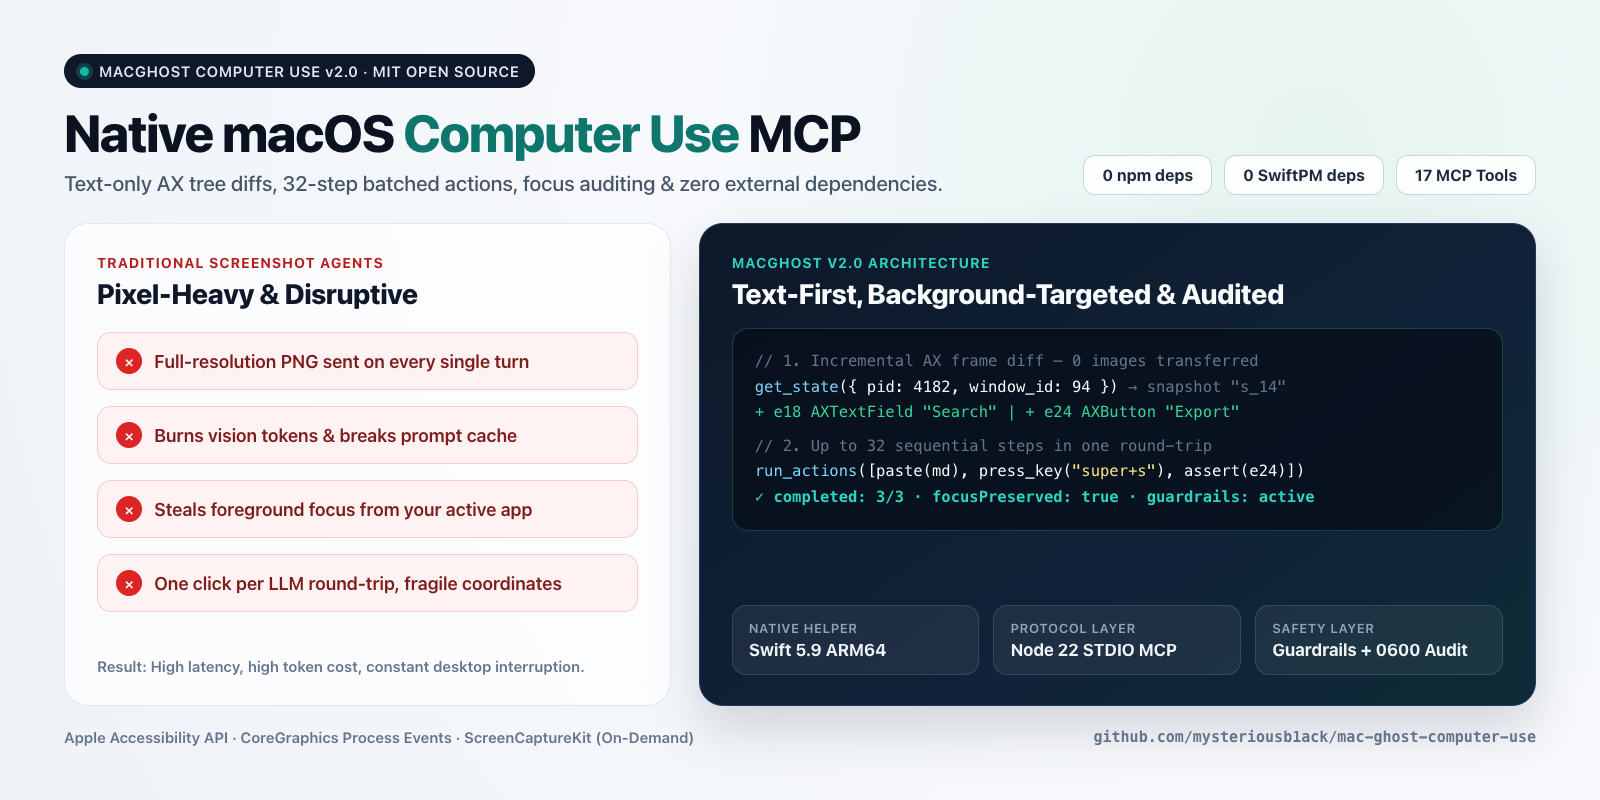 MACGHOST COMPUTER USE v2.0 · MIT OPEN SOURCE
Native macOS Computer Use MCP
Text-only AX tree diffs, 32-step batched actions, focus auditing & zero external dependencies.
0 npm deps
0 SwiftPM deps
17 MCP Tools
TRADITIONAL SCREENSHOT AGENTS
Pixel-Heavy & Disruptive
× Full-resolution PNG sent on every single turn
× Burns vision tokens & breaks prompt cache
× Steals foreground focus from your active app
× One click per LLM round-trip, fragile coordinates
Result: High latency, high token cost, constant desktop interruption.
MACGHOST V2.0 ARCHITECTURE
Text-First, Background-Targeted & Audited
// 1. Incremental AX frame diff — 0 images transferred
get_state({ pid: 4182, window_id: 94 }) → snapshot "s_14"
+ e18 AXTextField "Search" | + e24 AXButton "Export"
// 2. Up to 32 sequential steps in one round-trip
run_actions([paste(md), press_key("super+s"), assert(e24)])
✓ completed: 3/3 · focusPreserved: true · guardrails: active
NATIVE HELPER
Swift 5.9 ARM64
PROTOCOL LAYER
Node 22 STDIO MCP
SAFETY LAYER
Guardrails + 0600 Audit
Apple Accessibility API · CoreGraphics Process Events · ScreenCaptureKit (On-Demand)
github.com/mysteriousb1ack/mac-ghost-computer-use